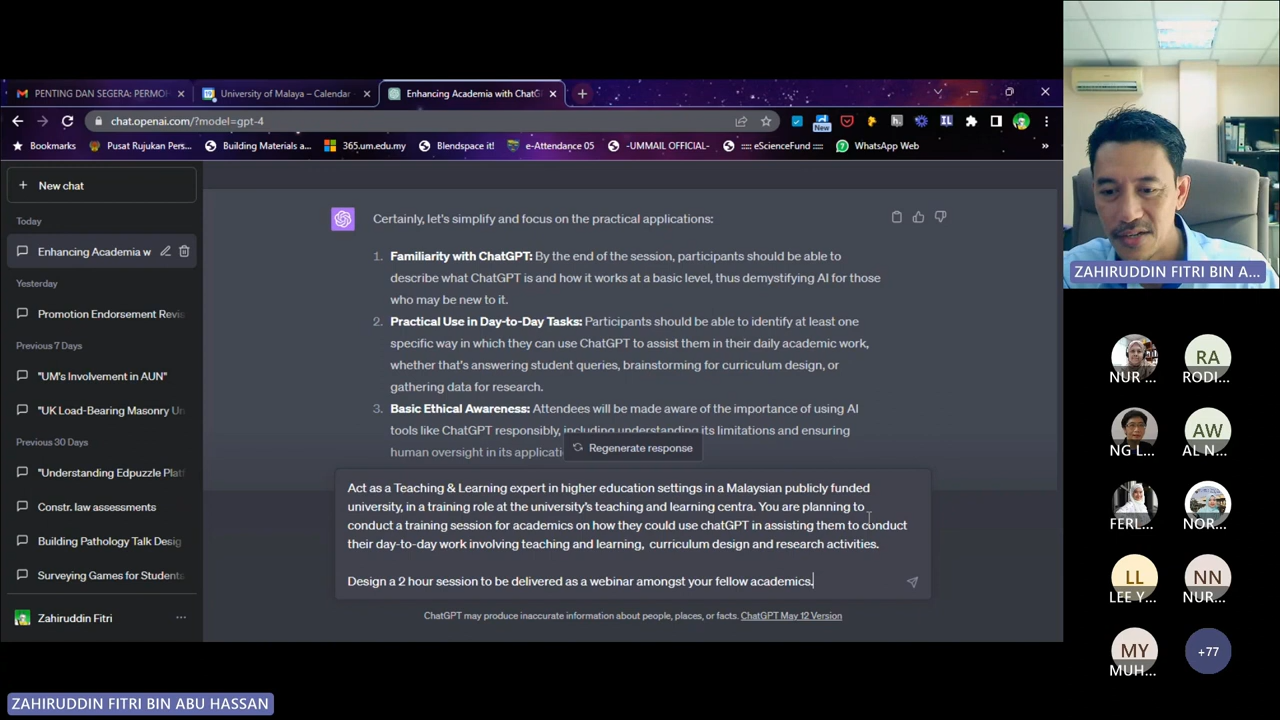 PENTING DAN SEGERA: PERMOH
University of Malaya – Calendar -
Enhancing Academia with ChatG
chat.openai.com/?model=gpt-4
New
Bookmarks
Pusat Rujukan Pers...
Building Materials a...
365.um.edu.my
Blendspace it!
e-Attendance 05
-UMMAIL OFFICIAL-
::::: eScienceFund :::::
WhatsApp Web
New chat
Today
Enhancing Academia w
Yesterday
Promotion Endorsement Revi
Previous 7 Days
"UM's Involvement in AUN"
"UK Load-Bearing Masonry Un
Previous 30 Days
"Understanding Edpuzzle Platf
Constr. law assignments
Building Pathology Talk Desig
Surveying Games for Students
Zahiruddin Fitri
Certainly, let's simplify and focus on the practical applications:
1. Familiarity with ChatGPT: By the end of the session, participants should be able to
describe what ChatGPT is and how it works at a basic level, thus demystifying AI for those
who may be new to it.
2. Practical Use in Day-to-Day Tasks: Participants should be able to identify at least one
specific way in which they can use ChatGPT to assist them in their daily academic work,
whether that's answering student queries, brainstorming for curriculum design, or
gathering data for research.
3. Basic Ethical Awareness: Attendees will be made aware of the importance of using AI
tools like ChatGPT responsibly, including understanding its limitations and ensuring
human oversight in its applicati
Regenerate response
Act as a Teaching & Learning expert in higher education settings in a Malaysian publicly funded
university, in a training role at the university's teaching and learning centra. You are planning to
conduct a training session for academics on how they could use chatGPT in assisting them to conduct
their day-to-day work involving teaching and learning, curriculum design and research activities.
Design a 2 hour session to be delivered as a webinar amongst your fellow academics.
ChatGPT may produce inaccurate information about people, places, or facts. ChatGPT May 12 Version
ZAHIRUDDIN FITRI BIN A...
NUR ...
RA
RODI...
NG L...
AW
AL N...
FERL...
NOR...
LL
LEE Y...
NN
NUR...
MY
MUH...
+77
ZAHIRUDDIN FITRI BIN ABU HASSAN